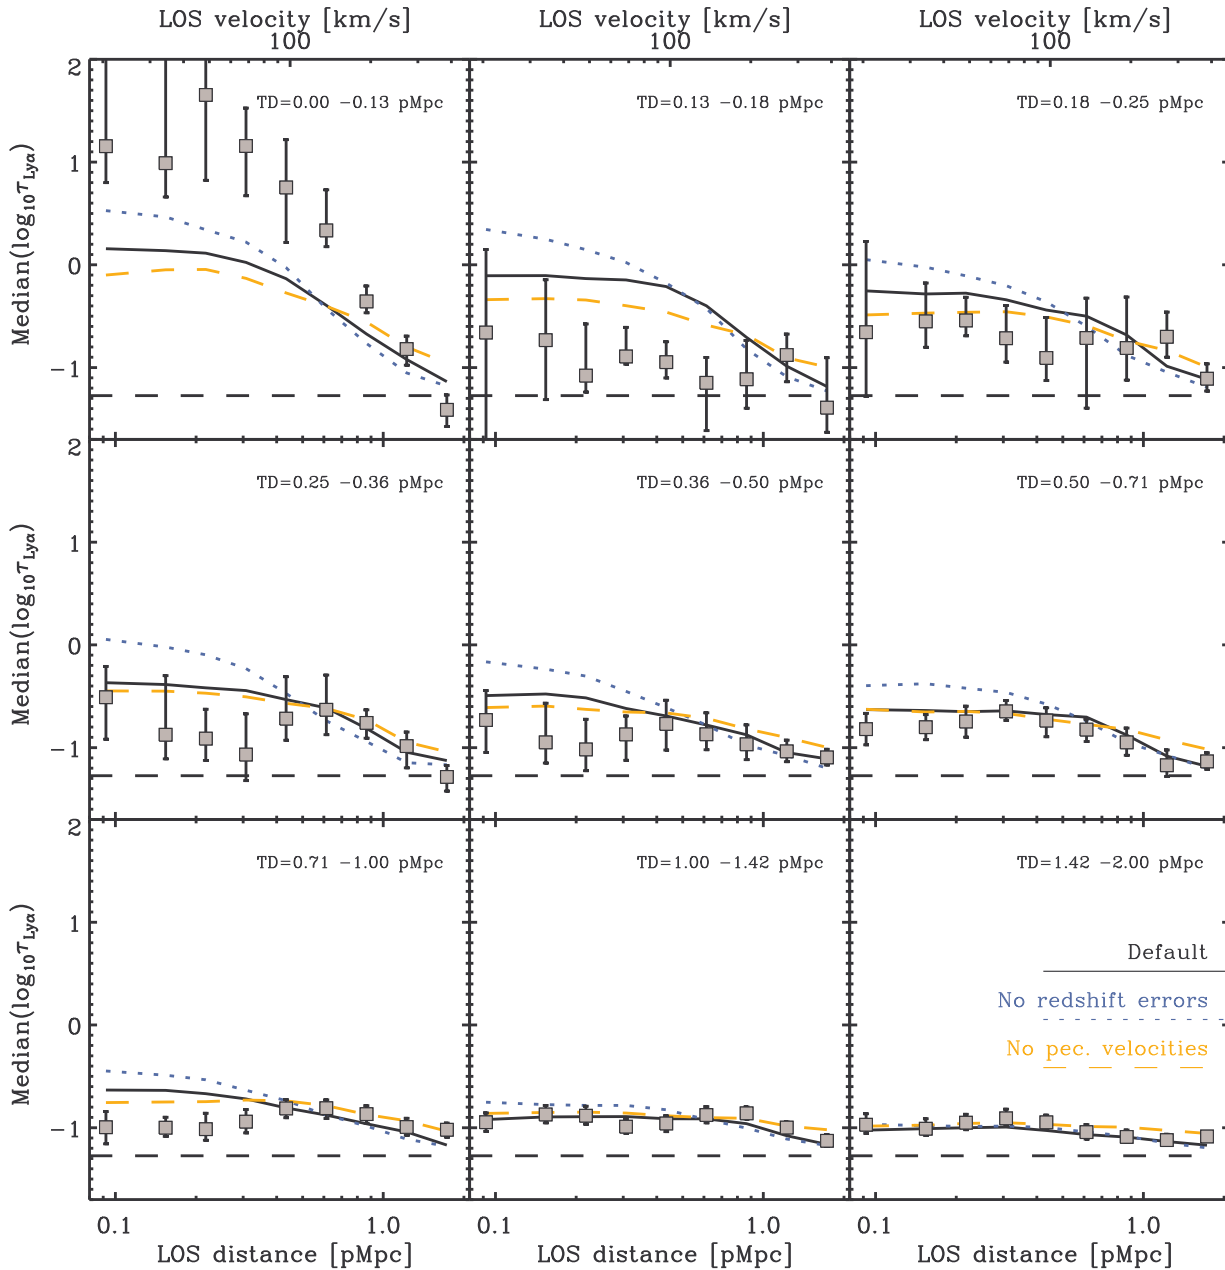 LOS velocity [km/s] LOS velocity [km/s] LOS velocity [km/s]
100 100 100
2
TD=0.00 −0.13 pMpc TD=0.13 −0.18 pMpc TD=0.18 −0.25 pMpc
1
0
−1
Median(log10τLyα)
2
TD=0.25 −0.36 pMpc TD=0.36 −0.50 pMpc TD=0.50 −0.71 pMpc
1
0
−1
Median(log10τLyα)
2
TD=0.71 −1.00 pMpc TD=1.00 −1.42 pMpc TD=1.42 −2.00 pMpc
1
0
−1
Median(log10τLyα)
Default
No redshift errors
No pec. velocities
0.1 1.0 0.1 1.0 0.1 1.0
LOS distance [pMpc] LOS distance [pMpc] LOS distance [pMpc]